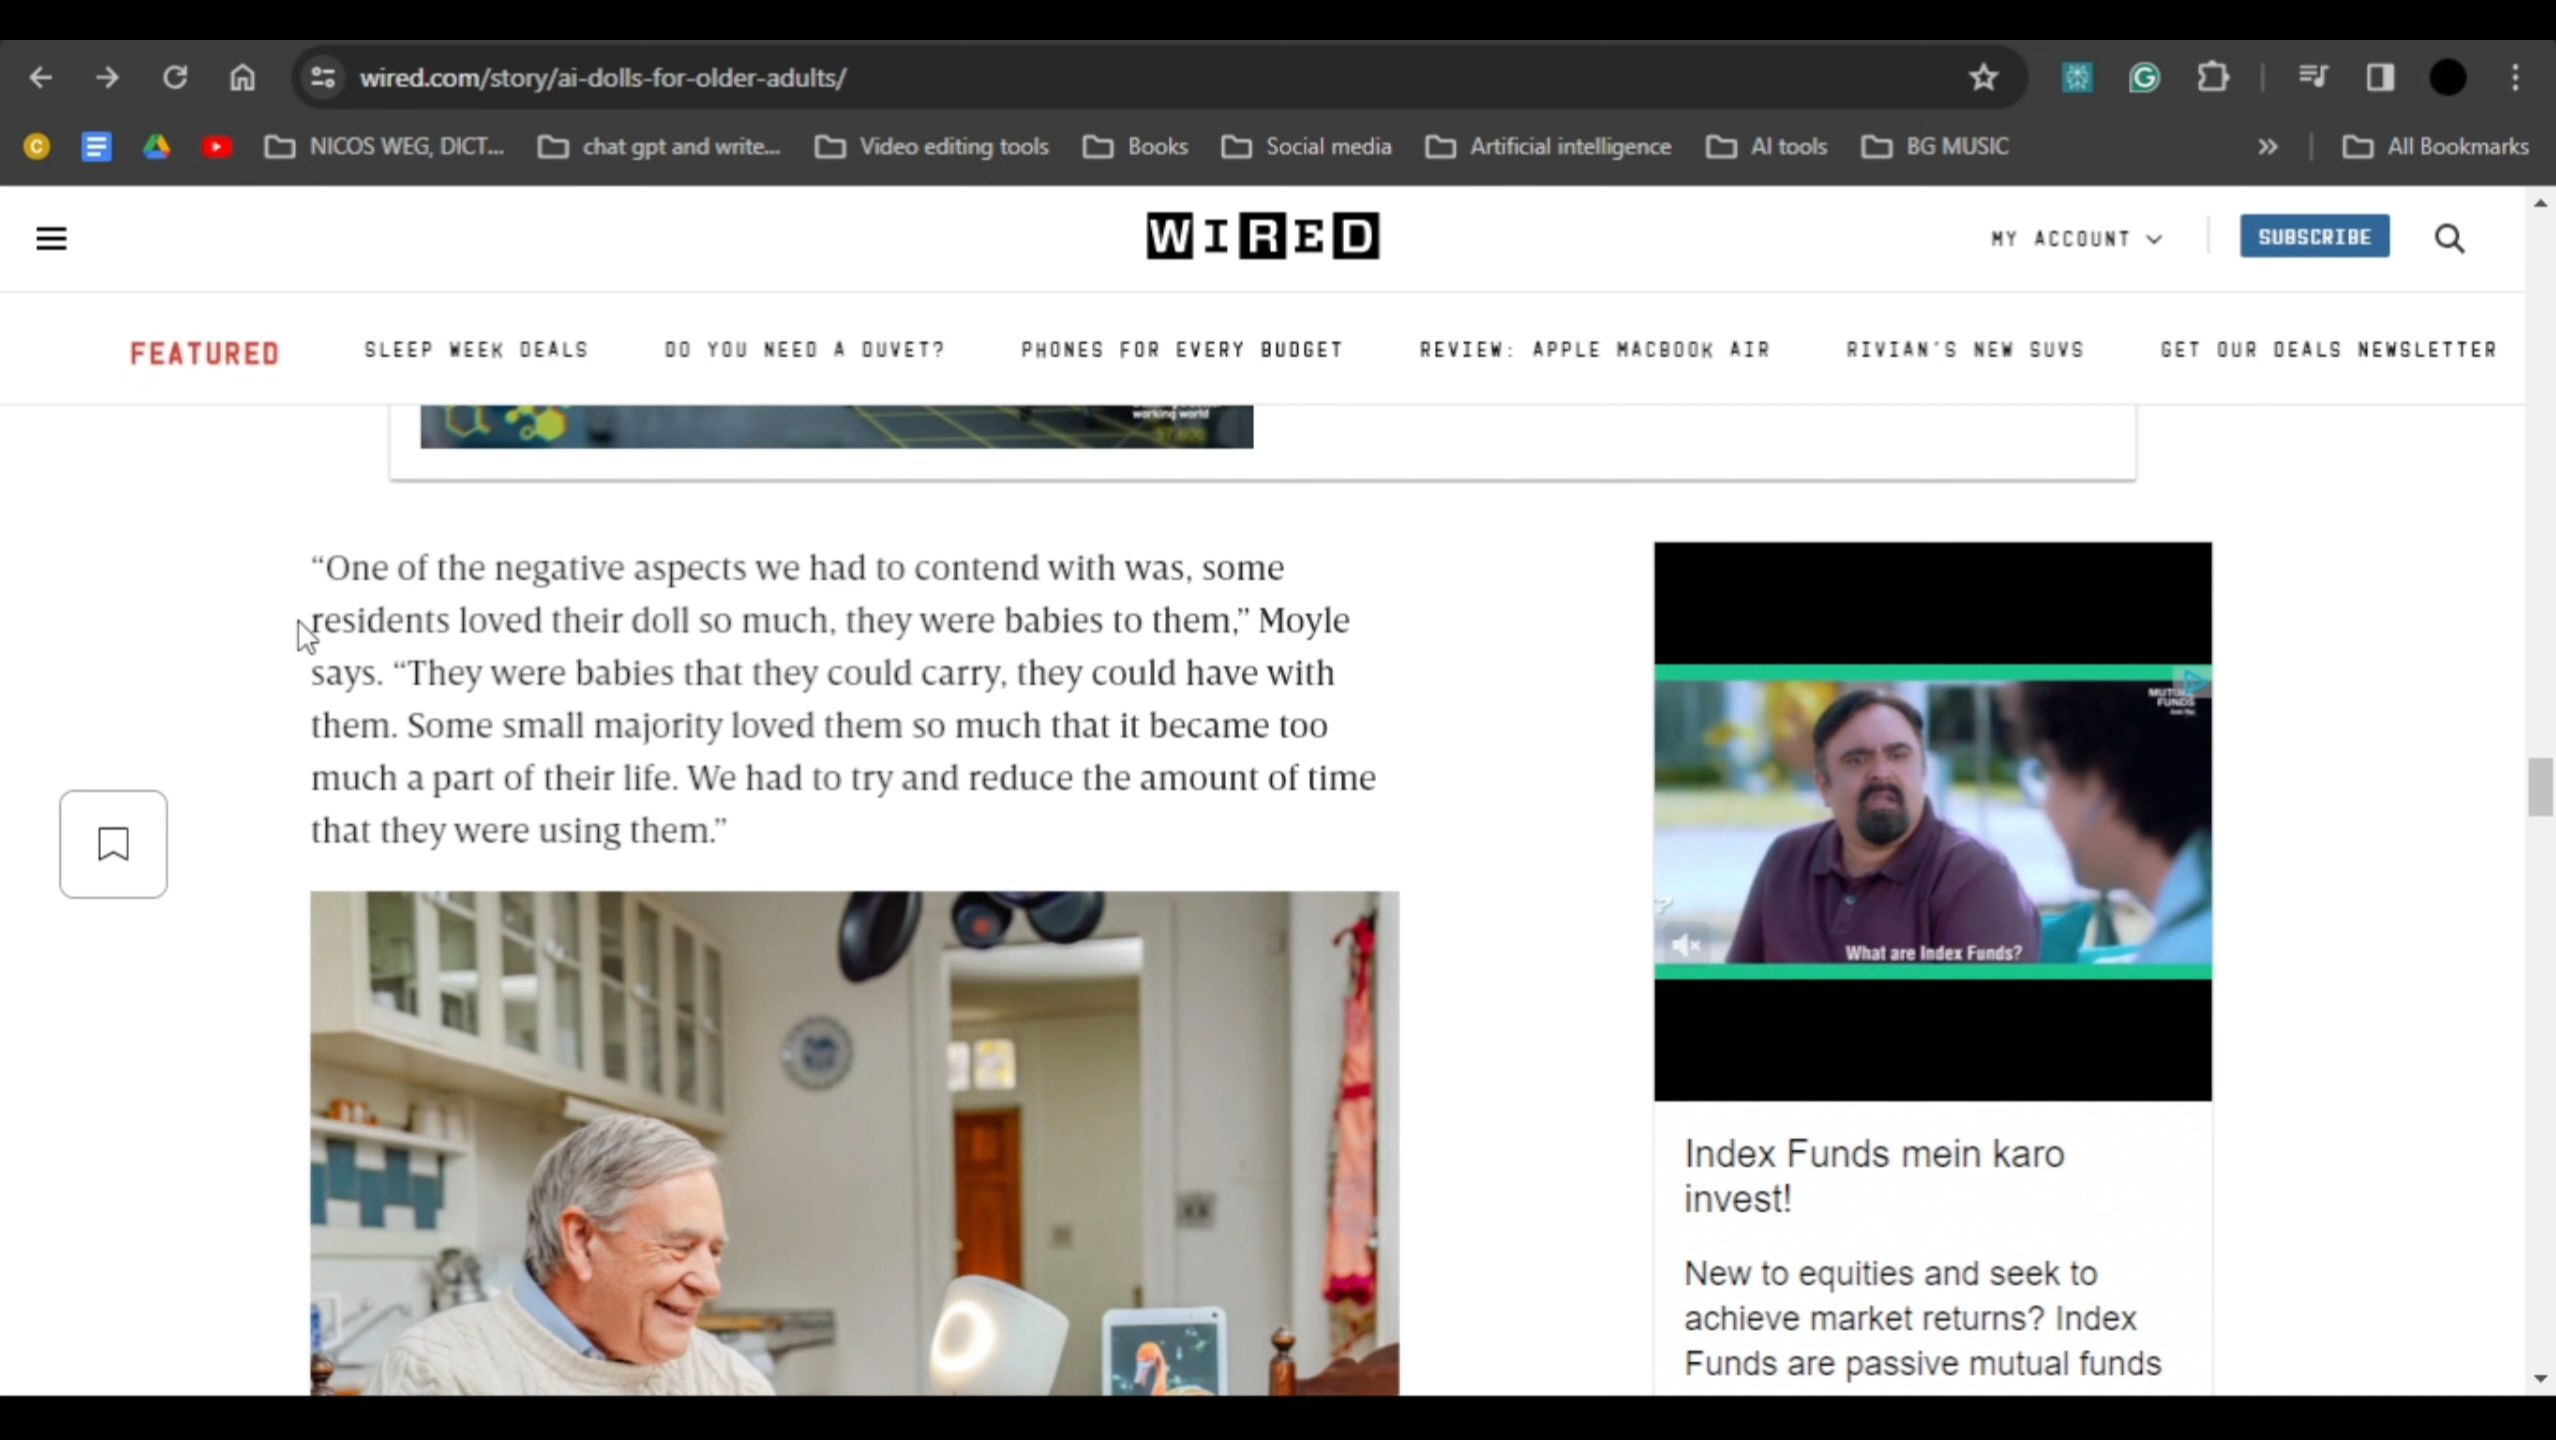 wired.com/story/ai-dolls-for-older-adults/
NICOS WEG, DICT... chat gpt and write... Video editing tools Books Social media Artificial intelligence AI tools BG MUSIC » All Bookmarks
WIRED
MY ACCOUNT SUBSCRIBE
FEATURED SLEEP WEEK DEALS DO YOU NEED A DUVET? PHONES FOR EVERY BUDGET REVIEW: APPLE MACBOOK AIR RIVIAN'S NEW SUVS GET OUR DEALS NEWSLETTER
working world
“One of the negative aspects we had to contend with was, some
residents loved their doll so much, they were babies to them,” Moyle
says. “They were babies that they could carry, they could have with
them. Some small majority loved them so much that it became too
much a part of their life. We had to try and reduce the amount of time
that they were using them.”
FUNDS
What are Index Funds?
Index Funds mein karo
invest!
New to equities and seek to
achieve market returns? Index
Funds are passive mutual funds